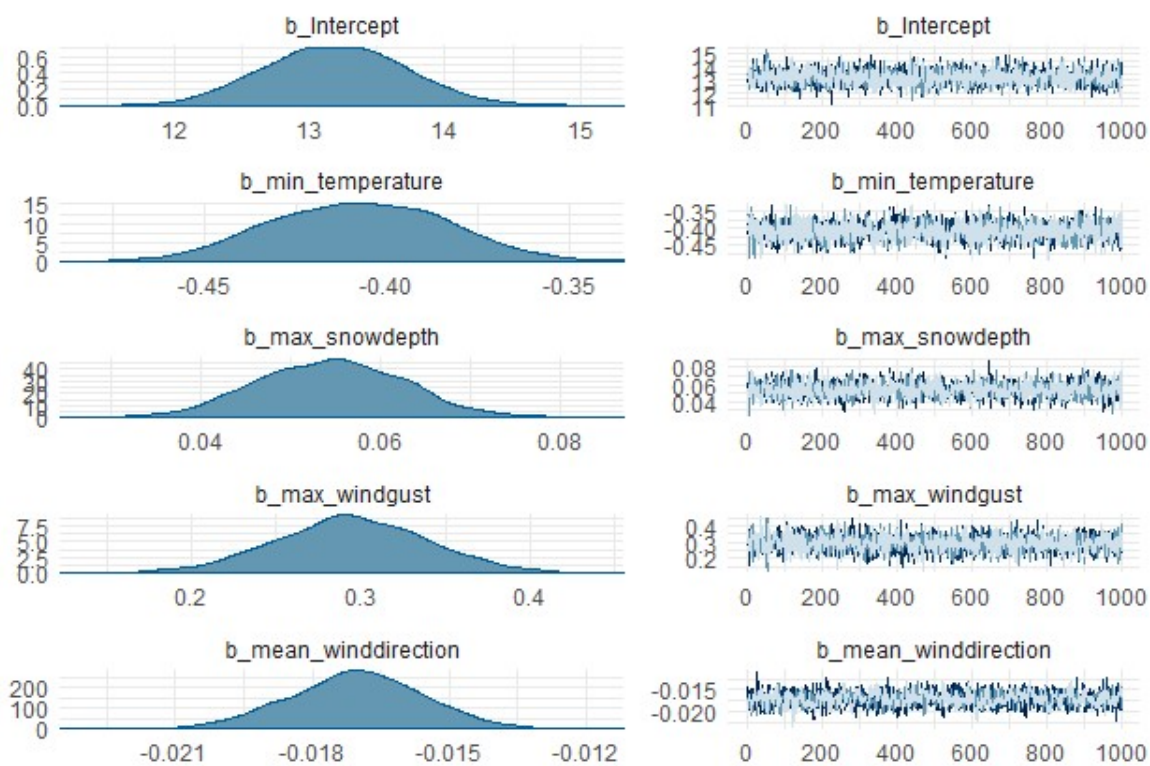 b_Intercept
0.6
0.4
0.2
0.0
12 13 14 15
b_Intercept
15
14
13
12
11
0 200 400 600 800 1000
b_min_temperature
15
10
5
0
-0.45 -0.40 -0.35
b_min_temperature
-0.35
-0.40
-0.45
0 200 400 600 800 1000
b_max_snowdepth
40
30
20
10
0
0.04 0.06 0.08
b_max_snowdepth
0.08
0.06
0.04
0 200 400 600 800 1000
b_max_windgust
7.5
5.0
2.5
0.0
0.2 0.3 0.4
b_max_windgust
0.4
0.3
0.2
0 200 400 600 800 1000
b_mean_winddirection
200
100
0
-0.021 -0.018 -0.015 -0.012
b_mean_winddirection
-0.015
-0.020
0 200 400 600 800 1000